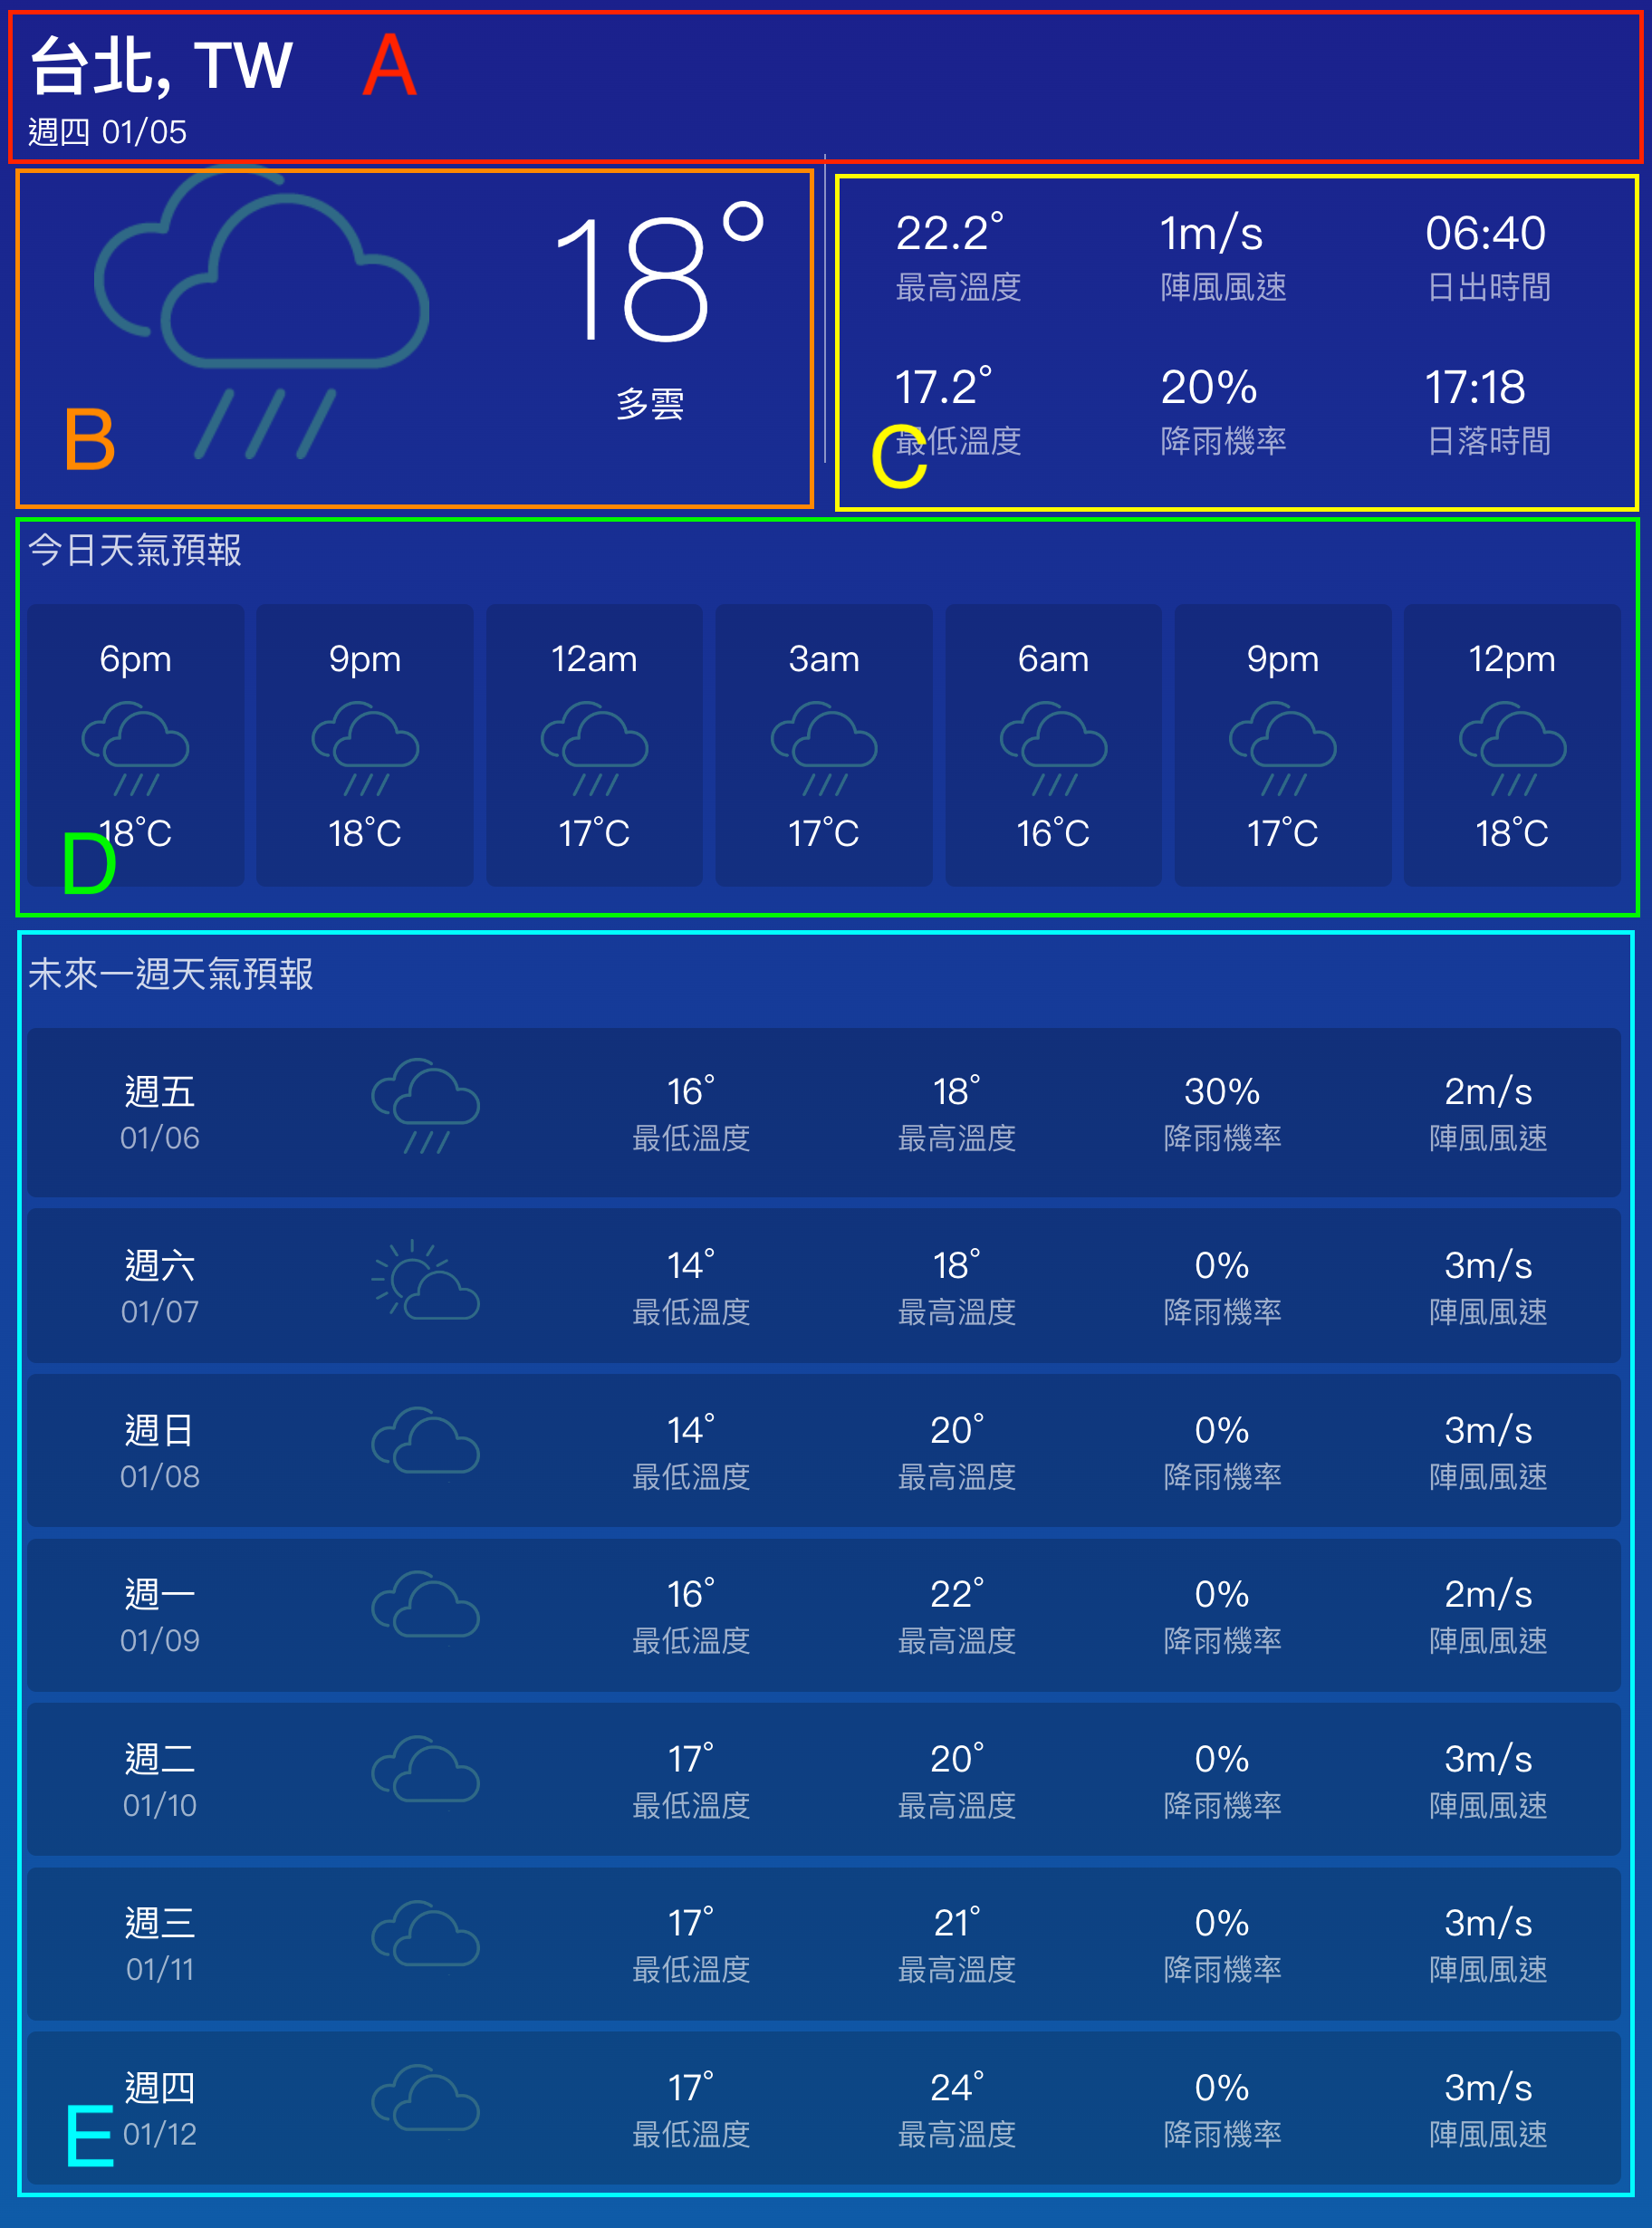 台北, TW A
週四 01/05
18°
多雲
B
22.2° 1m/s 06:40
最高溫度 陣風風速 日出時間
17.2° 20% 17:18
最低溫度 降雨機率 日落時間
C
今日天氣預報
6pm 9pm 12am 3am 6am 9pm 12pm
18°C 18°C 17°C 17°C 16°C 17°C 18°C
D
未來一週天氣預報
週五 16° 18° 30% 2m/s
01/06 最低溫度 最高溫度 降雨機率 陣風風速
週六 14° 18° 0% 3m/s
01/07 最低溫度 最高溫度 降雨機率 陣風風速
週日 14° 20° 0% 3m/s
01/08 最低溫度 最高溫度 降雨機率 陣風風速
週一 16° 22° 0% 2m/s
01/09 最低溫度 最高溫度 降雨機率 陣風風速
週二 17° 20° 0% 3m/s
01/10 最低溫度 最高溫度 降雨機率 陣風風速
週三 17° 21° 0% 3m/s
01/11 最低溫度 最高溫度 降雨機率 陣風風速
週四 17° 24° 0% 3m/s
E 01/12 最低溫度 最高溫度 降雨機率 陣風風速